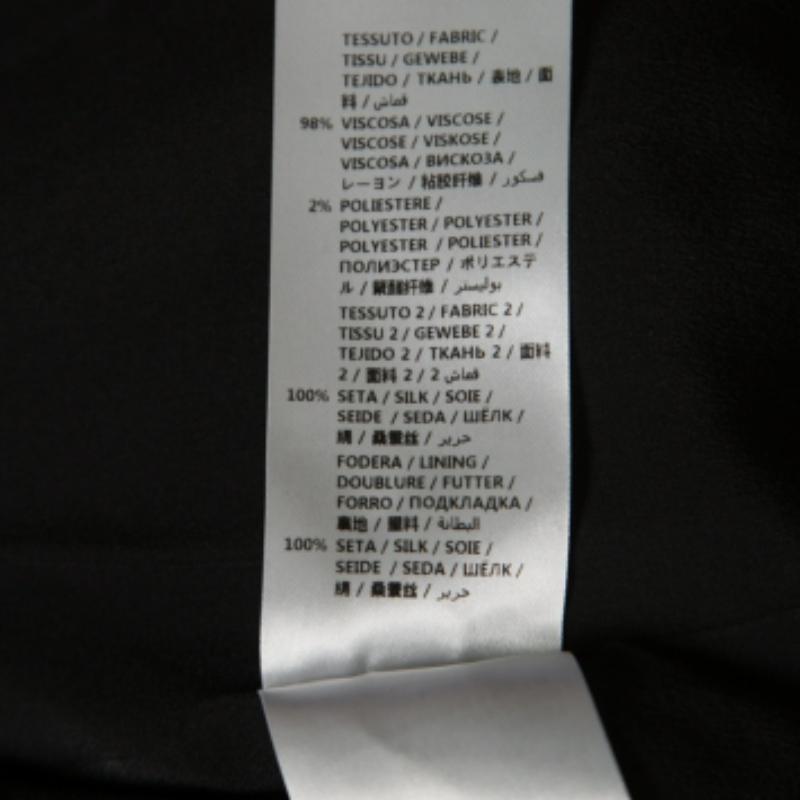 TESSUTO / FABRIC /
TISSU / GEWEBE /
TEJIDO / ТКАНЬ / 表地 / 面
料 / قماش
98% VISCOSA / VISCOSE /
VISCOSE / VISKOSE /
VISCOSA / ВИСКОЗА /
レーヨン / 粘胶纤维 / فسكور
2% POLIESTERE /
POLYESTER / POLYESTER /
POLYESTER / POLIESTER /
ПОЛИЭСТЕР / ポリエステ
ル / 聚酯纤维 / بوليستر
TESSUTO 2 / FABRIC 2 /
TISSU 2 / GEWEBE 2 /
TEJIDO 2 / ТКАНЬ 2 / 面料
2 / 面料 2 / 2 قماش
100% SETA / SILK / SOIE /
SEIDE / SEDA / ШЁЛК /
絹 / 桑蚕丝 / حرير
FODERA / LINING /
DOUBLURE / FUTTER /
FORRO / ПОДКЛАДКА /
裏地 / 里料 / البطانة
100% SETA / SILK / SOIE /
SEIDE / SEDA / ШЁЛК /
絹 / 桑蚕丝 / حرير